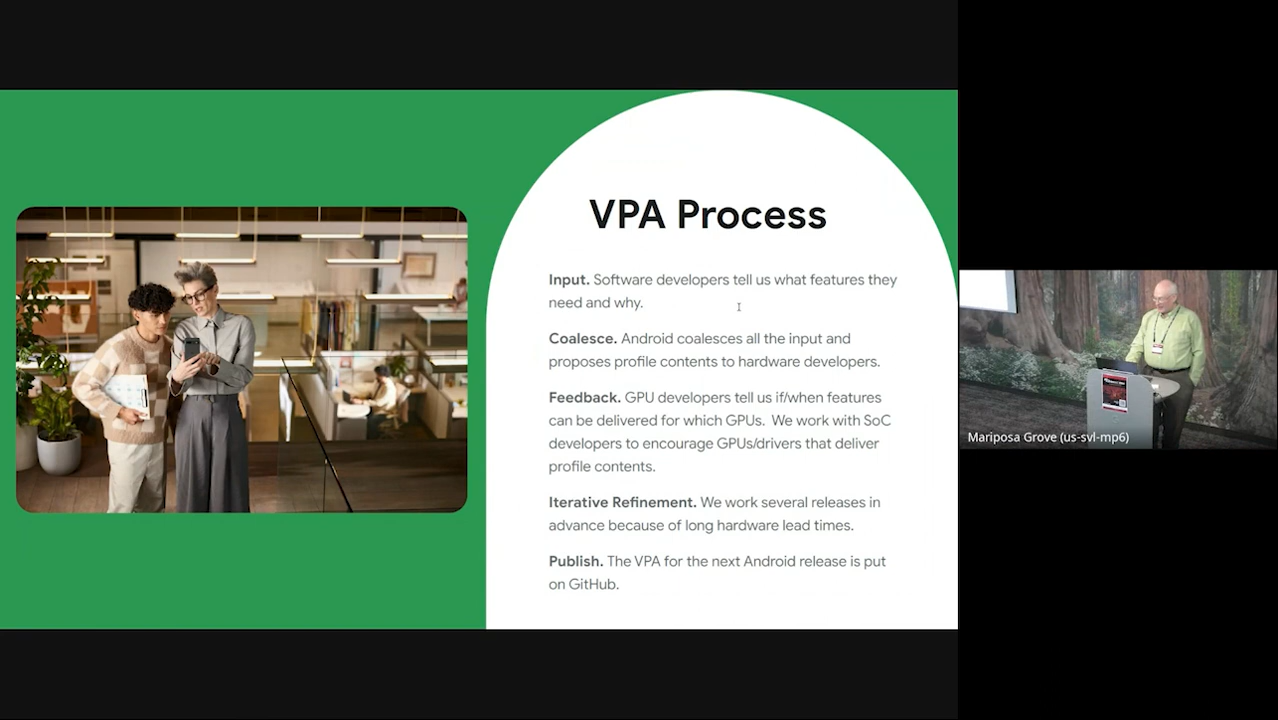 VPA Process
Input. Software developers tell us what features they
need and why.
Coalesce. Android coalesces all the input and
proposes profile contents to hardware developers.
Feedback. GPU developers tell us if/when features
can be delivered for which GPUs. We work with SoC
developers to encourage GPUs/drivers that deliver
profile contents.
Iterative Refinement. We work several releases in
advance because of long hardware lead times.
Publish. The VPA for the next Android release is put
on GitHub.
Mariposa Grove (us-svl-mp6)